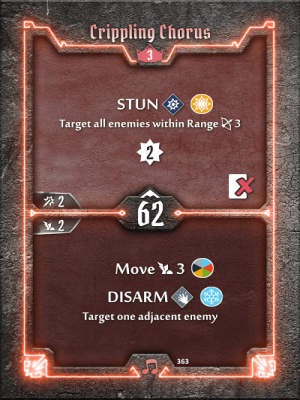 Crippling Chorus
3
STUN
Target all enemies within Range 3
2
2
62
2
Move 3
DISARM
Target one adjacent enemy
363